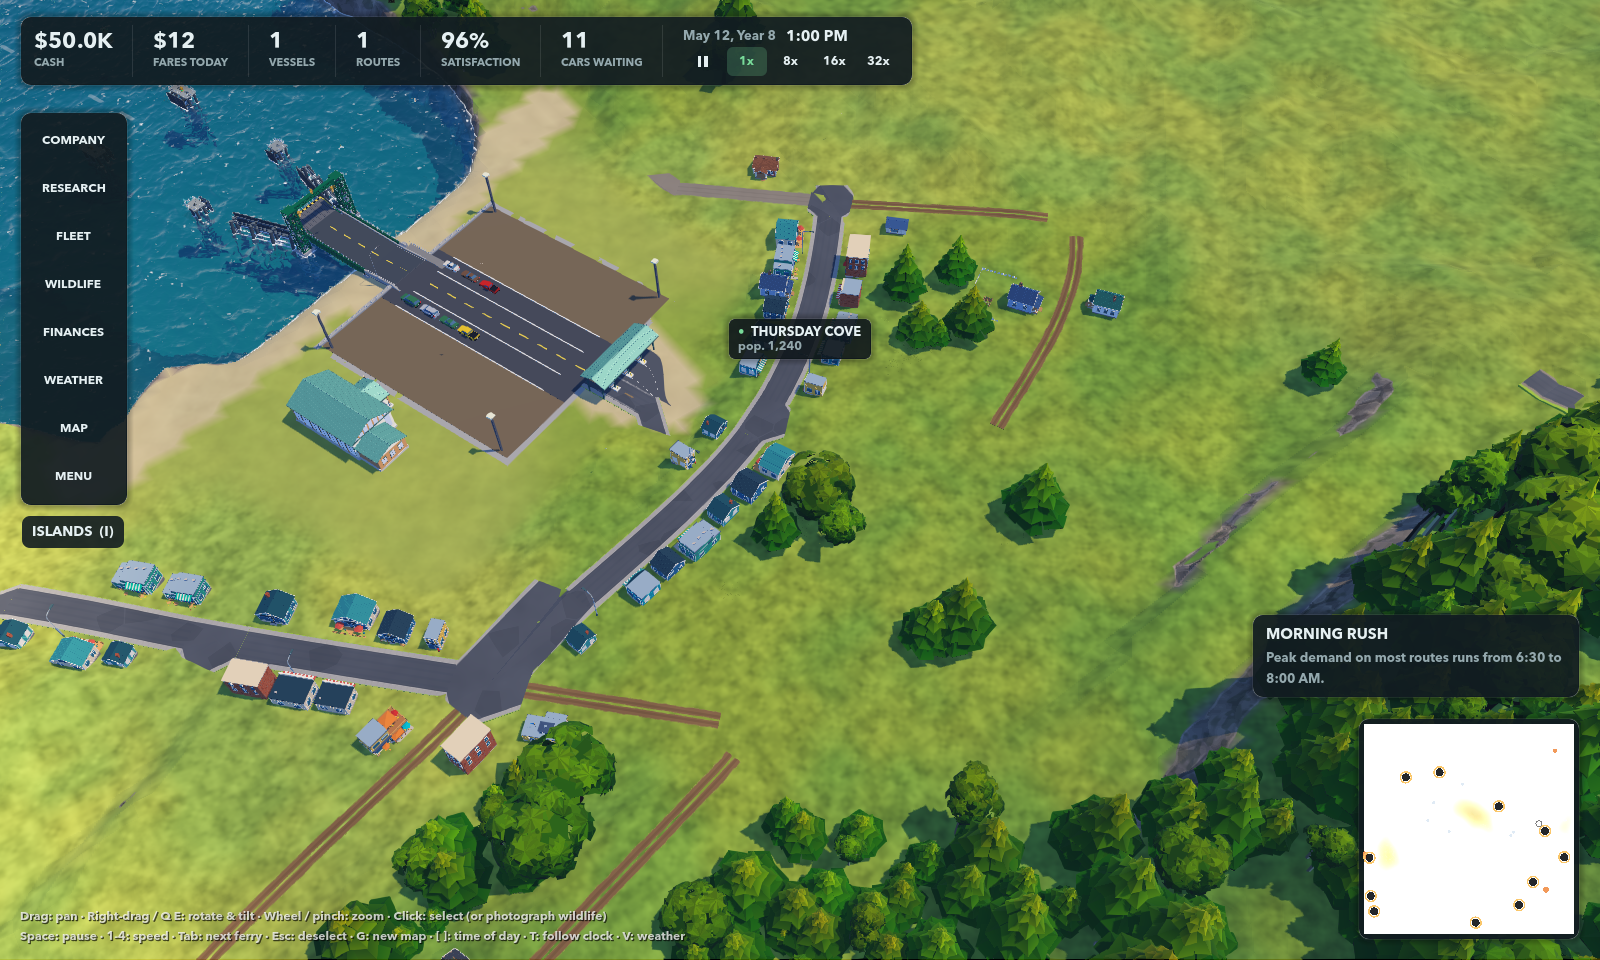 $50.0K
CASH
$12
FARES TODAY
1
VESSELS
1
ROUTES
96%
SATISFACTION
11
CARS WAITING
May 12, Year 8 1:00 PM
1x 8x 16x 32x
COMPANY
RESEARCH
FLEET
WILDLIFE
FINANCES
WEATHER
MAP
MENU
ISLANDS (I)
THURSDAY COVE
pop. 1,240
MORNING RUSH
Peak demand on most routes runs from 6:30 to
8:00 AM.
Drag: pan · Right-drag / Q E: rotate & tilt · Wheel / pinch: zoom · Click: select (or photograph wildlife)
Space: pause · 1-4: speed · Tab: next ferry · Esc: deselect · G: new map · [ ]: time of day · T: follow clock · V: weather